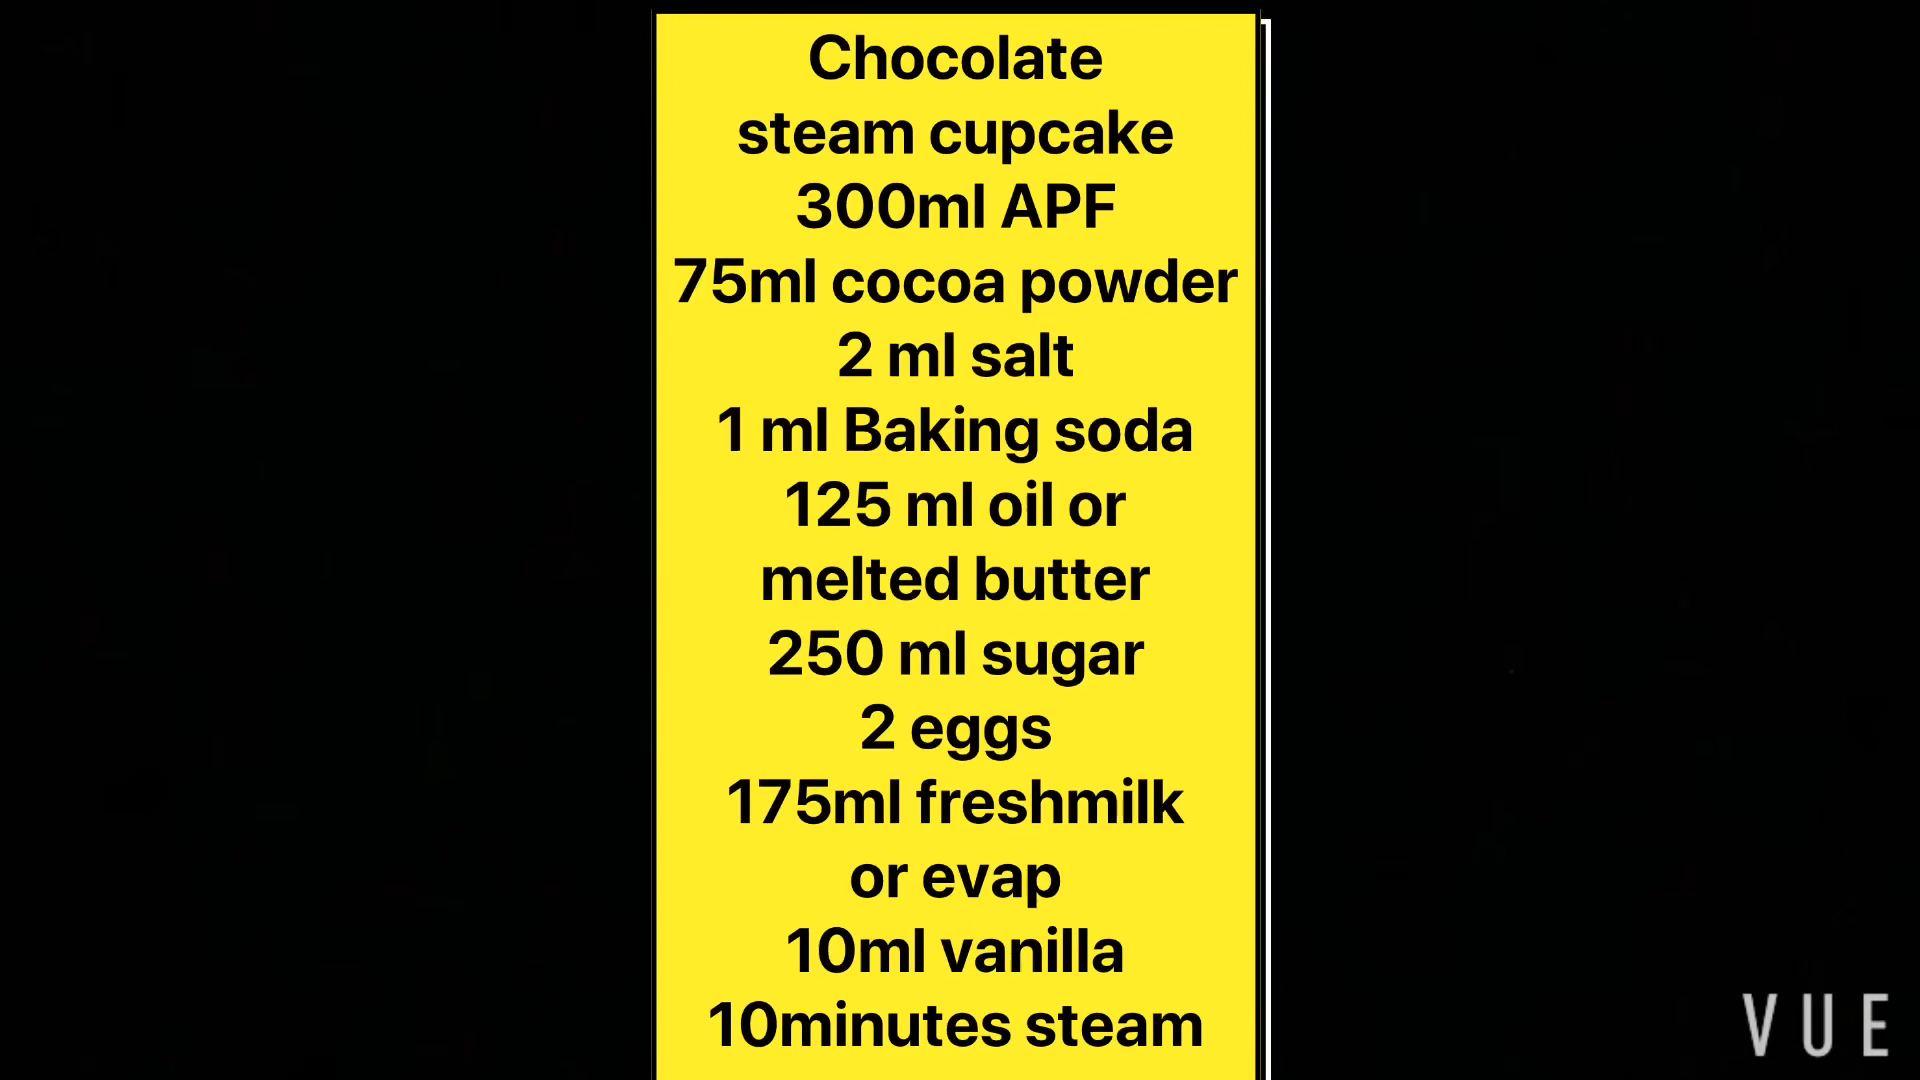 Chocolate
steam cupcake
300ml APF
75ml cocoa powder
2 ml salt
1 ml Baking soda
125 ml oil or
melted butter
250 ml sugar
2 eggs
175ml freshmilk
or evap
10ml vanilla
10minutes steam
VUE